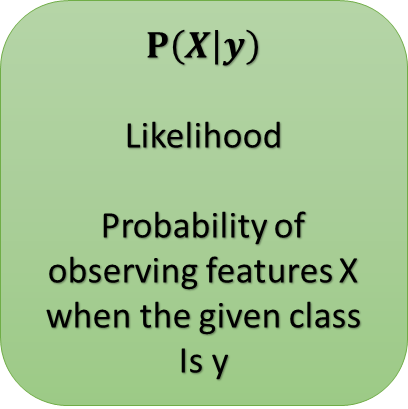 P(X|y)
Likelihood
Probability of
observing features X
when the given class
Is y